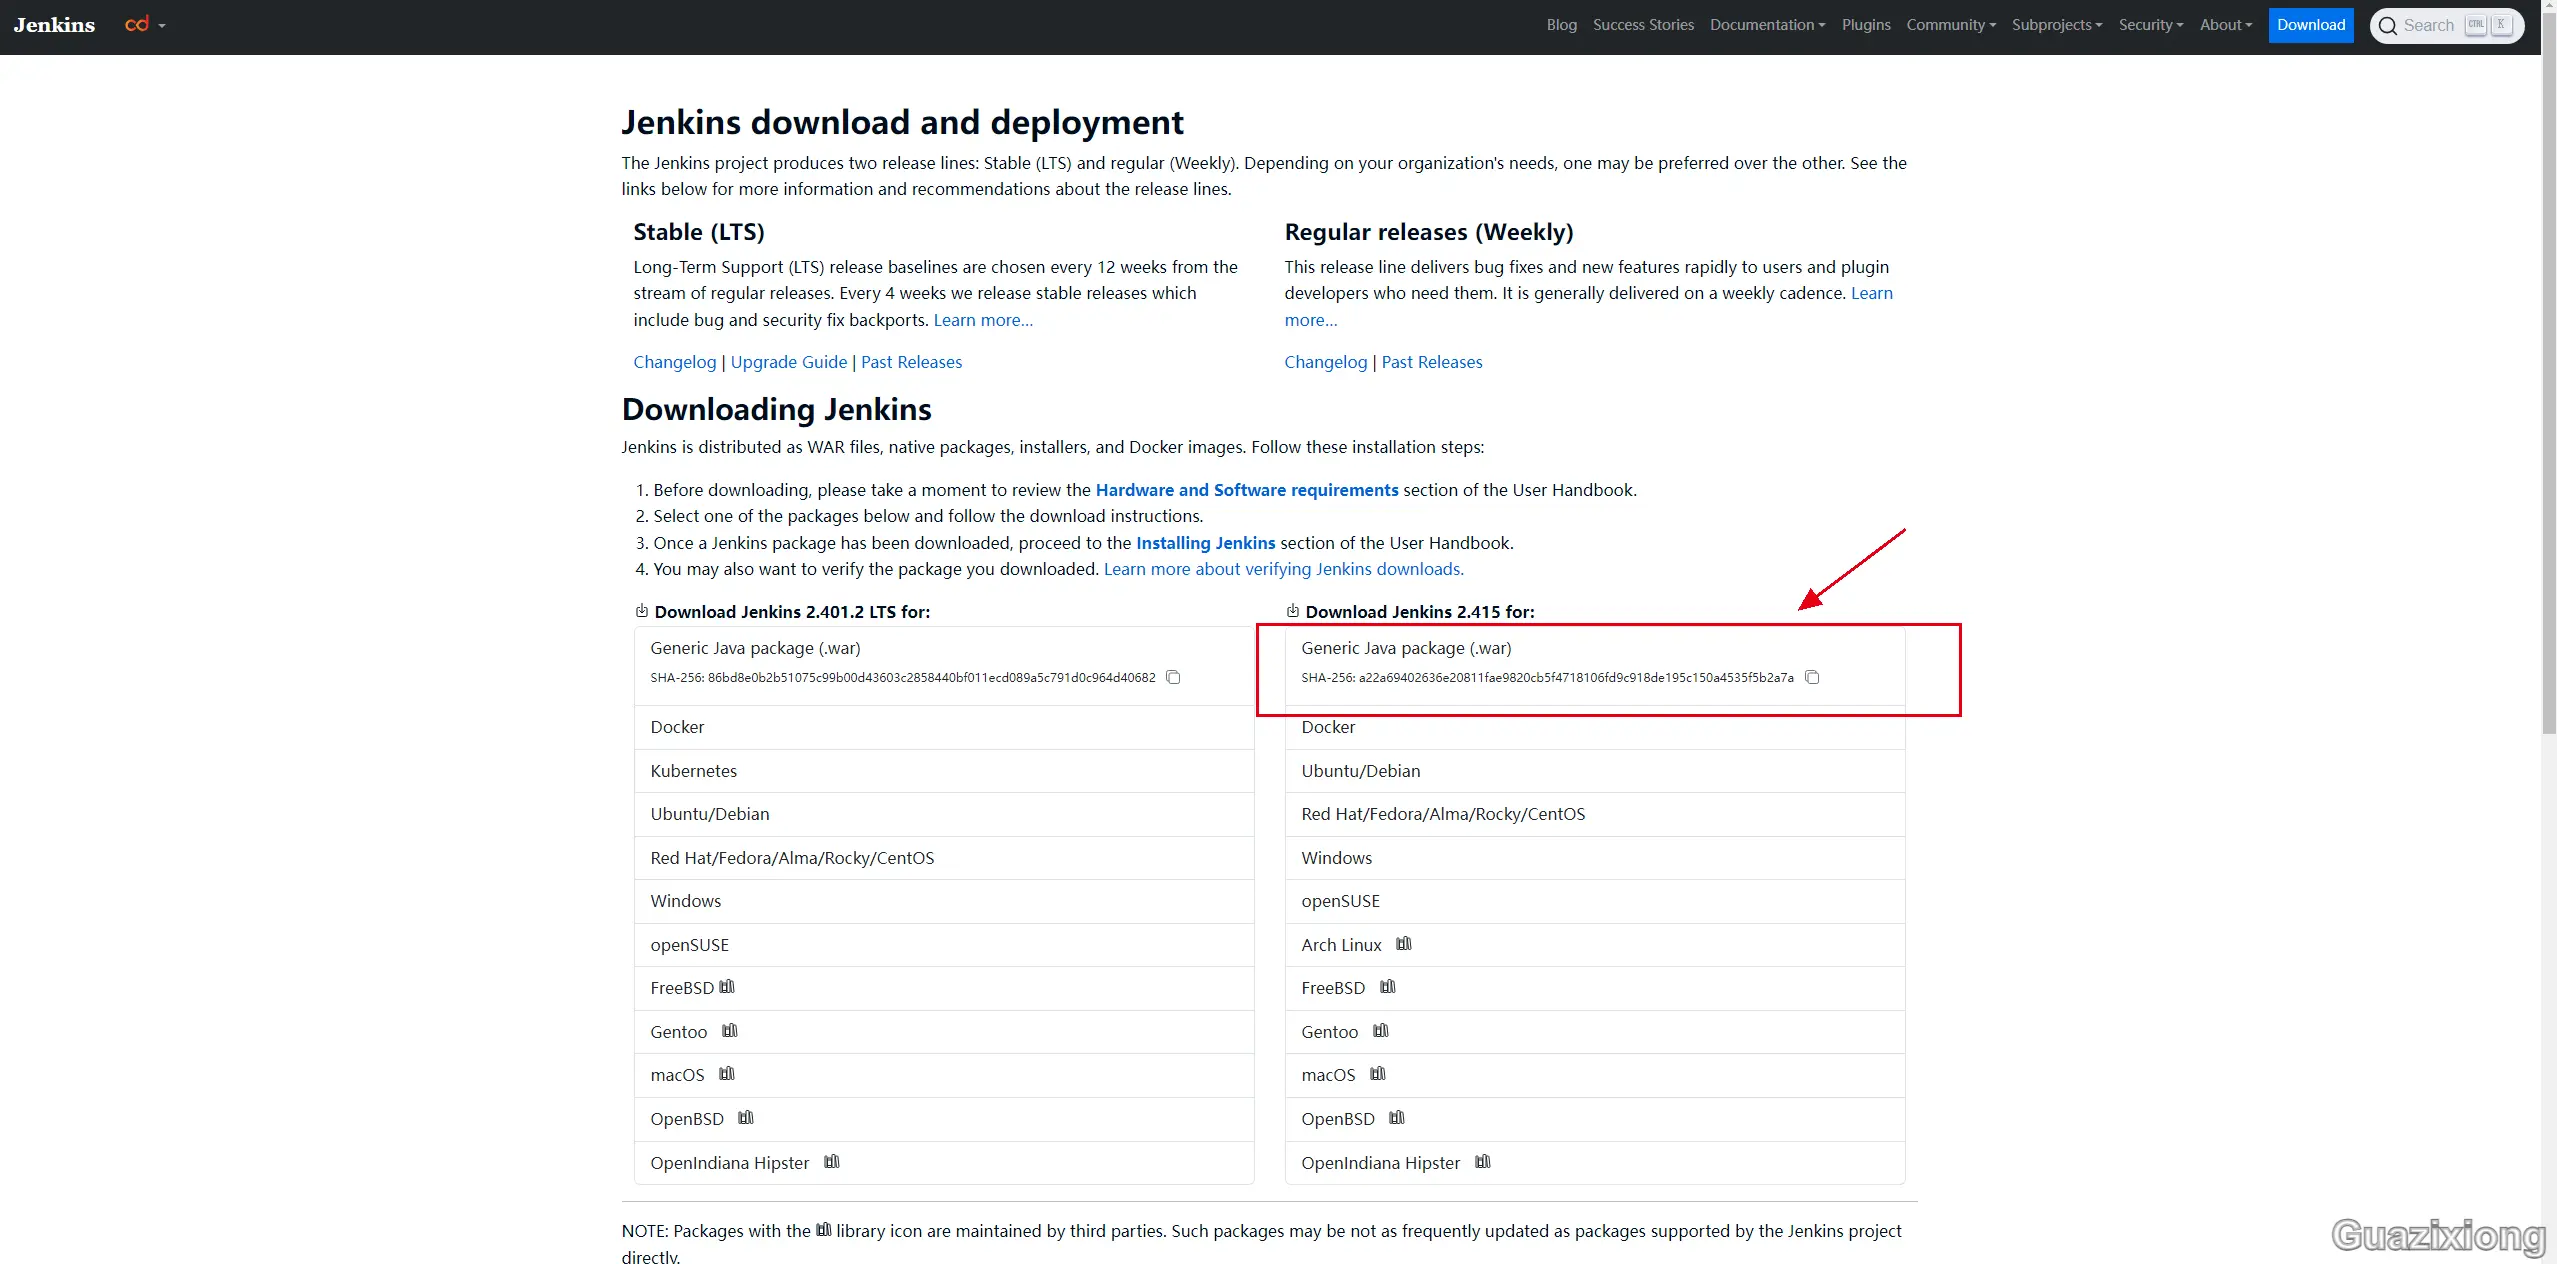 Jenkins
cd
Blog Success Stories Documentation Plugins Community Subprojects Security About Download Search CTRL K
Jenkins download and deployment
The Jenkins project produces two release lines: Stable (LTS) and regular (Weekly). Depending on your organization's needs, one may be preferred over the other. See the
links below for more information and recommendations about the release lines.
Stable (LTS)
Long-Term Support (LTS) release baselines are chosen every 12 weeks from the
stream of regular releases. Every 4 weeks we release stable releases which
include bug and security fix backports. Learn more...
Changelog | Upgrade Guide | Past Releases
Regular releases (Weekly)
This release line delivers bug fixes and new features rapidly to users and plugin
developers who need them. It is generally delivered on a weekly cadence. Learn
more...
Changelog | Past Releases
Downloading Jenkins
Jenkins is distributed as WAR files, native packages, installers, and Docker images. Follow these installation steps:
1. Before downloading, please take a moment to review the Hardware and Software requirements section of the User Handbook.
2. Select one of the packages below and follow the download instructions.
3. Once a Jenkins package has been downloaded, proceed to the Installing Jenkins section of the User Handbook.
4. You may also want to verify the package you downloaded. Learn more about verifying Jenkins downloads.
Download Jenkins 2.401.2 LTS for:
Generic Java package (.war)
SHA-256: 86bd8e0b2b51075c99b00d43603c2858440bf011ecd089a5c791d0c964d40682
Docker
Kubernetes
Ubuntu/Debian
Red Hat/Fedora/Alma/Rocky/CentOS
Windows
openSUSE
FreeBSD
Gentoo
macOS
OpenBSD
OpenIndiana Hipster
Download Jenkins 2.415 for:
Generic Java package (.war)
SHA-256: a22a69402636e20811fae9820cb5f4718106fd9c918de195c150a4535f5b2a7a
Docker
Ubuntu/Debian
Red Hat/Fedora/Alma/Rocky/CentOS
Windows
openSUSE
Arch Linux
FreeBSD
Gentoo
macOS
OpenBSD
OpenIndiana Hipster
NOTE: Packages with the library icon are maintained by third parties. Such packages may be not as frequently updated as packages supported by the Jenkins project
directly.
Guazixiong